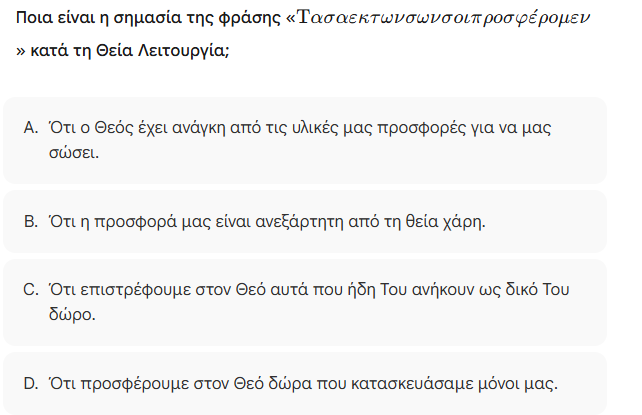 Ποια είναι η σημασία της φράσης «Τασαεκτωνσωνσοιπροσφέρομεν
» κατά τη Θεία Λειτουργία;
A. Ότι ο Θεός έχει ανάγκη από τις υλικές μας προσφορές για να μας
σώσει.
B. Ότι η προσφορά μας είναι ανεξάρτητη από τη θεία χάρη.
C. Ότι επιστρέφουμε στον Θεό αυτά που ήδη Του ανήκουν ως δικό Του
δώρο.
D. Ότι προσφέρουμε στον Θεό δώρα που κατασκευάσαμε μόνοι μας.